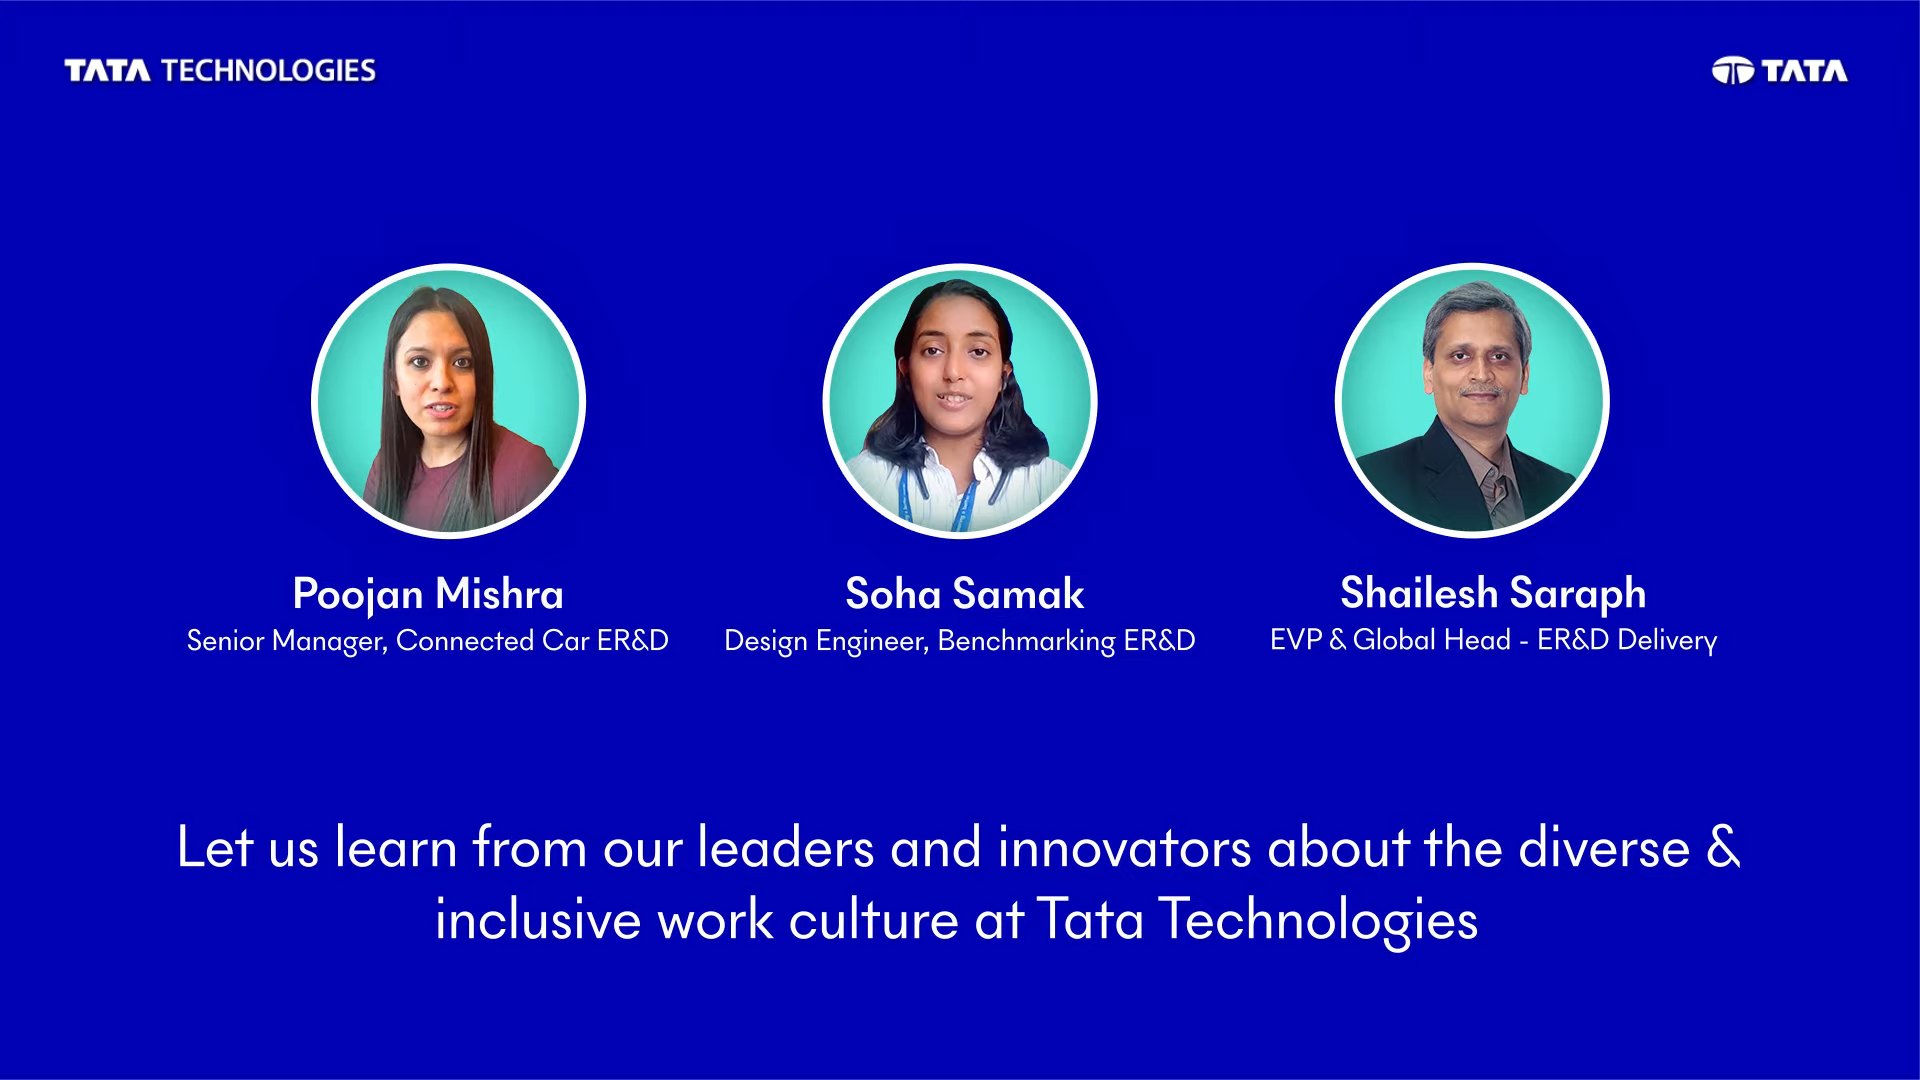 TATA TECHNOLOGIES
TATA
Poojan Mishra
Senior Manager, Connected Car ER&D
Soha Samak
Design Engineer, Benchmarking ER&D
Shailesh Saraph
EVP & Global Head - ER&D Delivery
Let us learn from our leaders and innovators about the diverse &
inclusive work culture at Tata Technologies